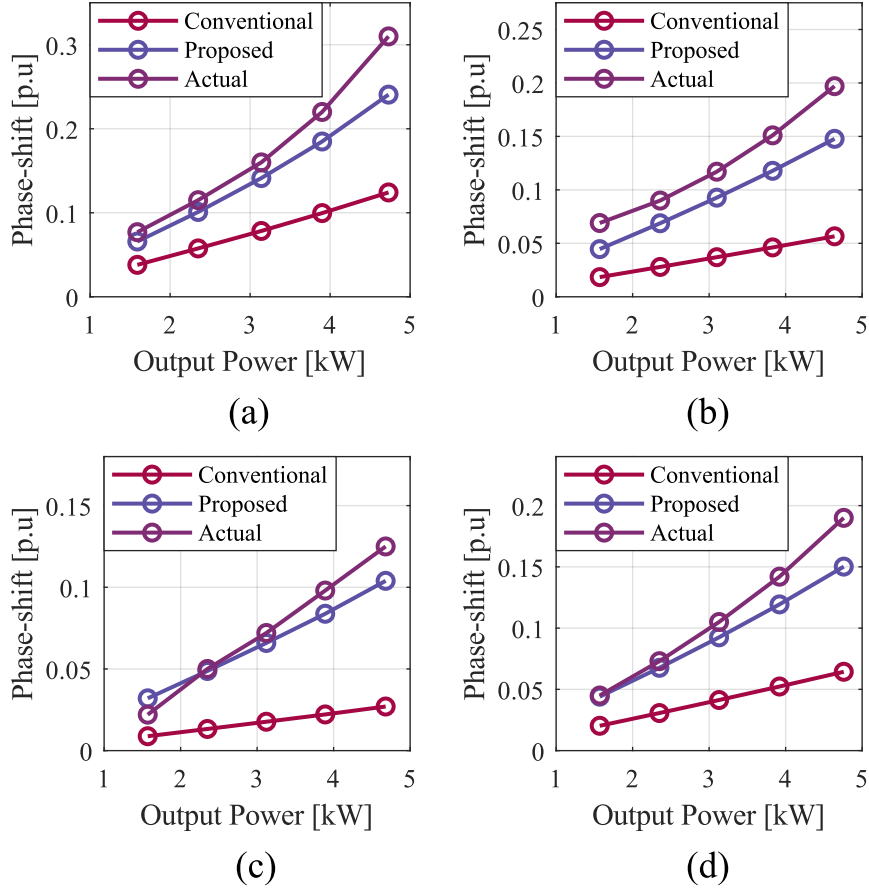 Conventional
Proposed
Actual
Phase-shift [p.u]
0.3
0.2
0.1
0
1 2 3 4 5
Output Power [kW]
(a)
Conventional
Proposed
Actual
Phase-shift [p.u]
0.25
0.2
0.15
0.1
0.05
0
1 2 3 4 5
Output Power [kW]
(b)
Conventional
Proposed
Actual
Phase-shift [p.u]
0.15
0.1
0.05
0
1 2 3 4 5
Output Power [kW]
(c)
Conventional
Proposed
Actual
Phase-shift [p.u]
0.2
0.15
0.1
0.05
0
1 2 3 4 5
Output Power [kW]
(d)